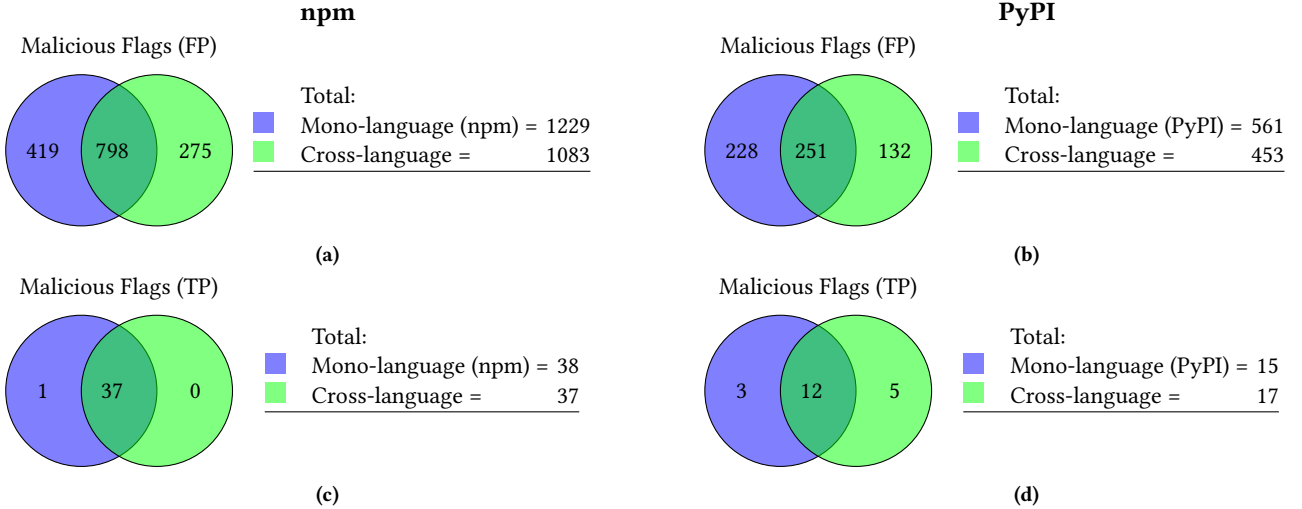 npm
Malicious Flags (FP)
419 798 275
Total:
Mono-language (npm) = 1229
Cross-language = 1083
(a)
PyPI
Malicious Flags (FP)
228 251 132
Total:
Mono-language (PyPI) = 561
Cross-language = 453
(b)
Malicious Flags (TP)
1 37 0
Total:
Mono-language (npm) = 38
Cross-language = 37
(c)
Malicious Flags (TP)
3 12 5
Total:
Mono-language (PyPI) = 15
Cross-language = 17
(d)